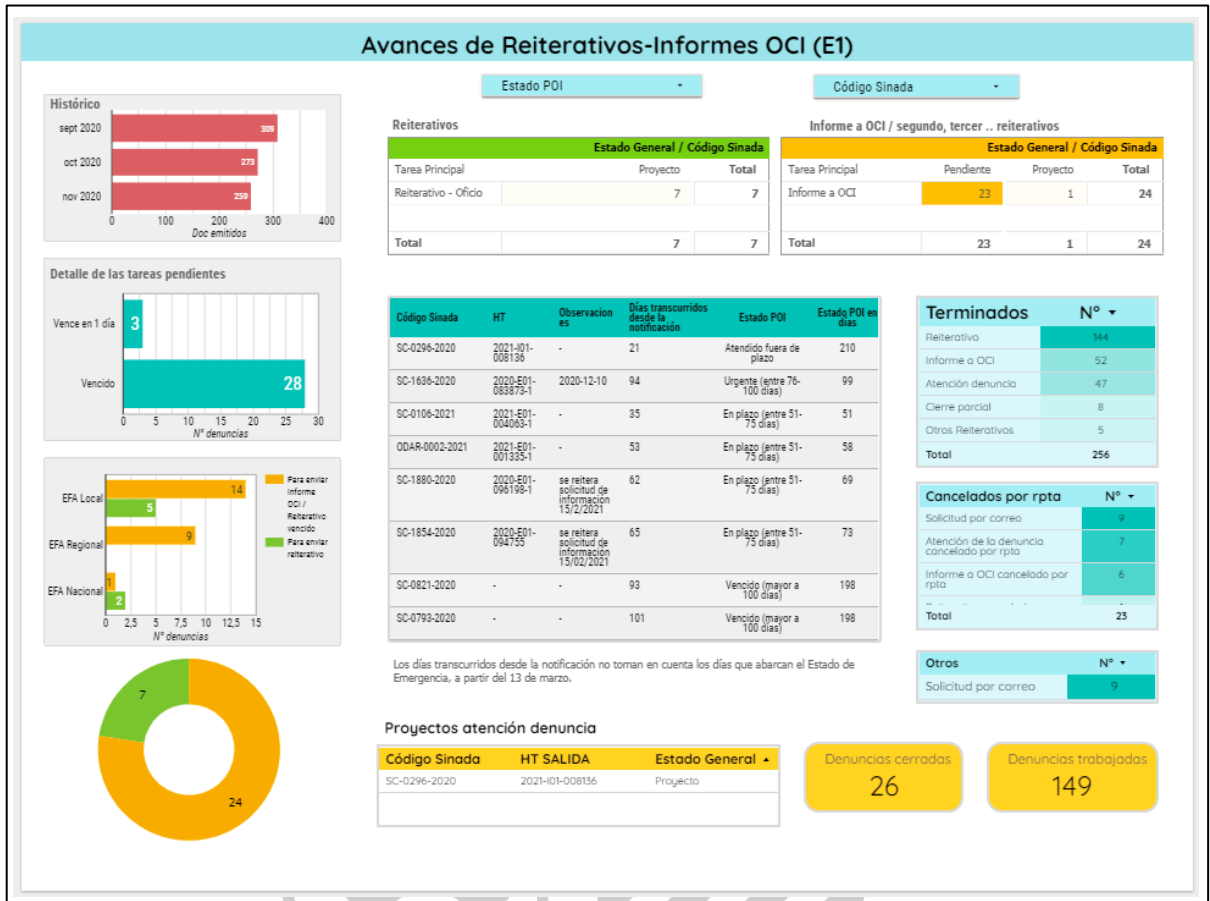 Avances de Reiterativos-Informes OCI (E1)
Estado POI
Código Sinada
Histórico
sept 2020
309
oct 2020
273
nov 2020
259
0 100 200 300 400
Doc emitidos
Reiterativos
Estado General / Código Sinada
Tarea Principal Proyecto Total
Reiterativo - Oficio 7 7
Total 7 7
Informe a OCI / segundo, tercer .. reiterativos
Estado General / Código Sinada
Tarea Principal Pendiente Proyecto Total
Informe a OCI 23 1 24
Total 23 1 24
Detalle de las tareas pendientes
Vence en 1 día 3
Vencido 28
0 5 10 15 20 25 30
N° denuncias
EFA Local 14
5
EFA Regional 9
EFA Nacional 1
2
0 2,5 5 7,5 10 12,5 15
N° denuncias
Para enviar
Informe
OCI /
Reiterativo
vencido
Para enviar
reiterativo
7
24
Código Sinada HT Observacion
es Días transcurridos
desde la
notificación Estado POI Estado POI en
días
SC-0296-2020 2021-I01-
008136 - 21 Atendido fuera de
plazo 210
SC-1636-2020 2020-E01-
083873-1 2020-12-10 94 Urgente (entre 76-
100 días) 99
SC-0106-2021 2021-E01-
004063-1 - 35 En plazo (entre 51-
75 días) 51
ODAR-0002-2021 2021-E01-
001335-1 - 53 En plazo (entre 51-
75 días) 58
SC-1880-2020 2020-E01-
096198-1 se reitera
solicitud de
información
15/2/2021 62 En plazo (entre 51-
75 días) 69
SC-1854-2020 2020-E01-
094755 se reitera
solicitud de
información
15/02/2021 65 En plazo (entre 51-
75 días) 73
SC-0821-2020 - - 93 Vencido (mayor a
100 días) 198
SC-0793-2020 - - 101 Vencido (mayor a
100 días) 198
Los días transcurridos desde la notificación no toman en cuenta los días que abarcan el Estado de
Emergencia, a partir del 13 de marzo.
Terminados N°
Reiterativo 144
Informe a OCI 52
Atención denuncia 47
Cierre parcial 8
Otros Reiterativos 5
Total 256
Cancelados por rpta N°
Solicitud por correo 9
Atención de la denuncia
cancelado por rpta 7
Informe a OCI cancelado por
rpta 6
Total 23
Otros N°
Solicitud por correo 9
Proyectos atención denuncia
Código Sinada HT SALIDA Estado General
SC-0296-2020 2021-I01-008136 Proyecto
Denuncias cerradas
26
Denuncias trabajadas
149